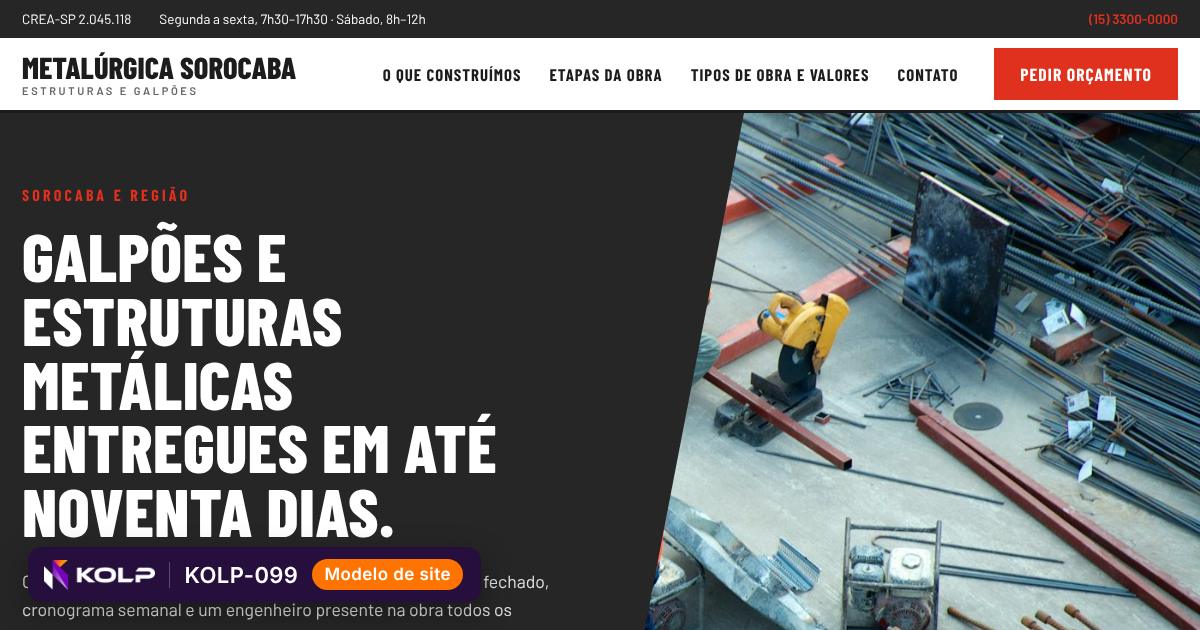 CREA-SP 2.045.118
Segunda a sexta, 7h30–17h30 · Sábado, 8h–12h
(15) 3300-0000
METALÚRGICA SOROCABA
ESTRUTURAS E GALPÕES
O QUE CONSTRUÍMOS
ETAPAS DA OBRA
TIPOS DE OBRA E VALORES
CONTATO
PEDIR ORÇAMENTO
SOROCABA E REGIÃO
GALPÕES E
ESTRUTURAS
METÁLICAS
ENTREGUES EM ATÉ
NOVENTA DIAS.
fechado,
cronograma semanal e um engenheiro presente na obra todos os
KOLP
KOLP-099
Modelo de site